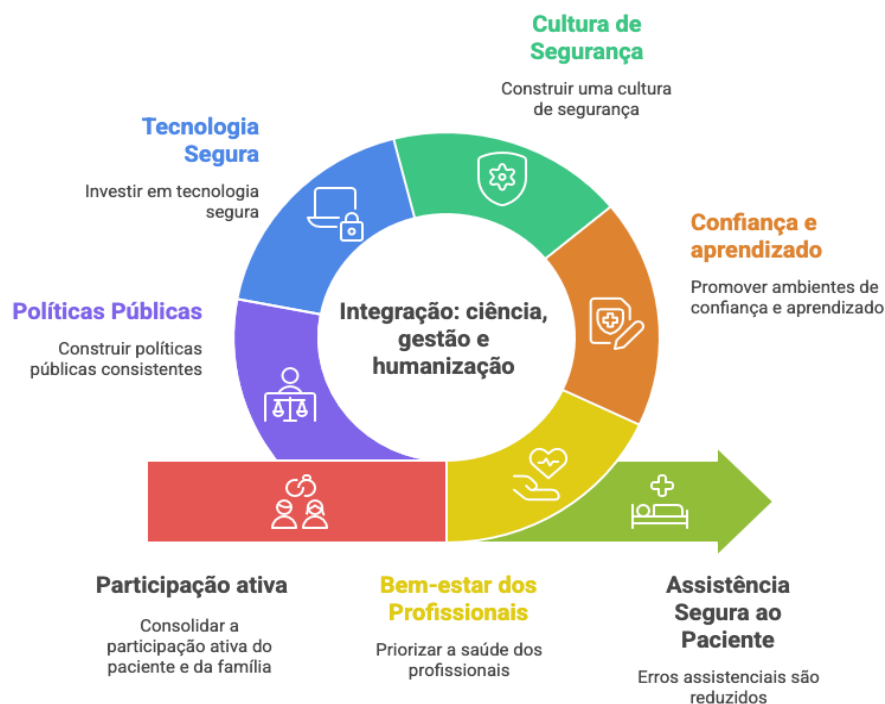 Cultura de
Segurança
Construir uma cultura
de segurança
Tecnologia
Segura
Investir em tecnologia
segura
Confiança e
aprendizado
Promover ambientes de
confiança e aprendizado
Políticas Públicas
Construir políticas
públicas consistentes
Integração: ciência,
gestão e
humanização
Participação ativa
Consolidar a
participação ativa do
paciente e da família
Bem-estar dos
Profissionais
Priorizar a saúde dos
profissionais
Assistência
Segura ao
Paciente
Erros assistenciais são
reduzidos